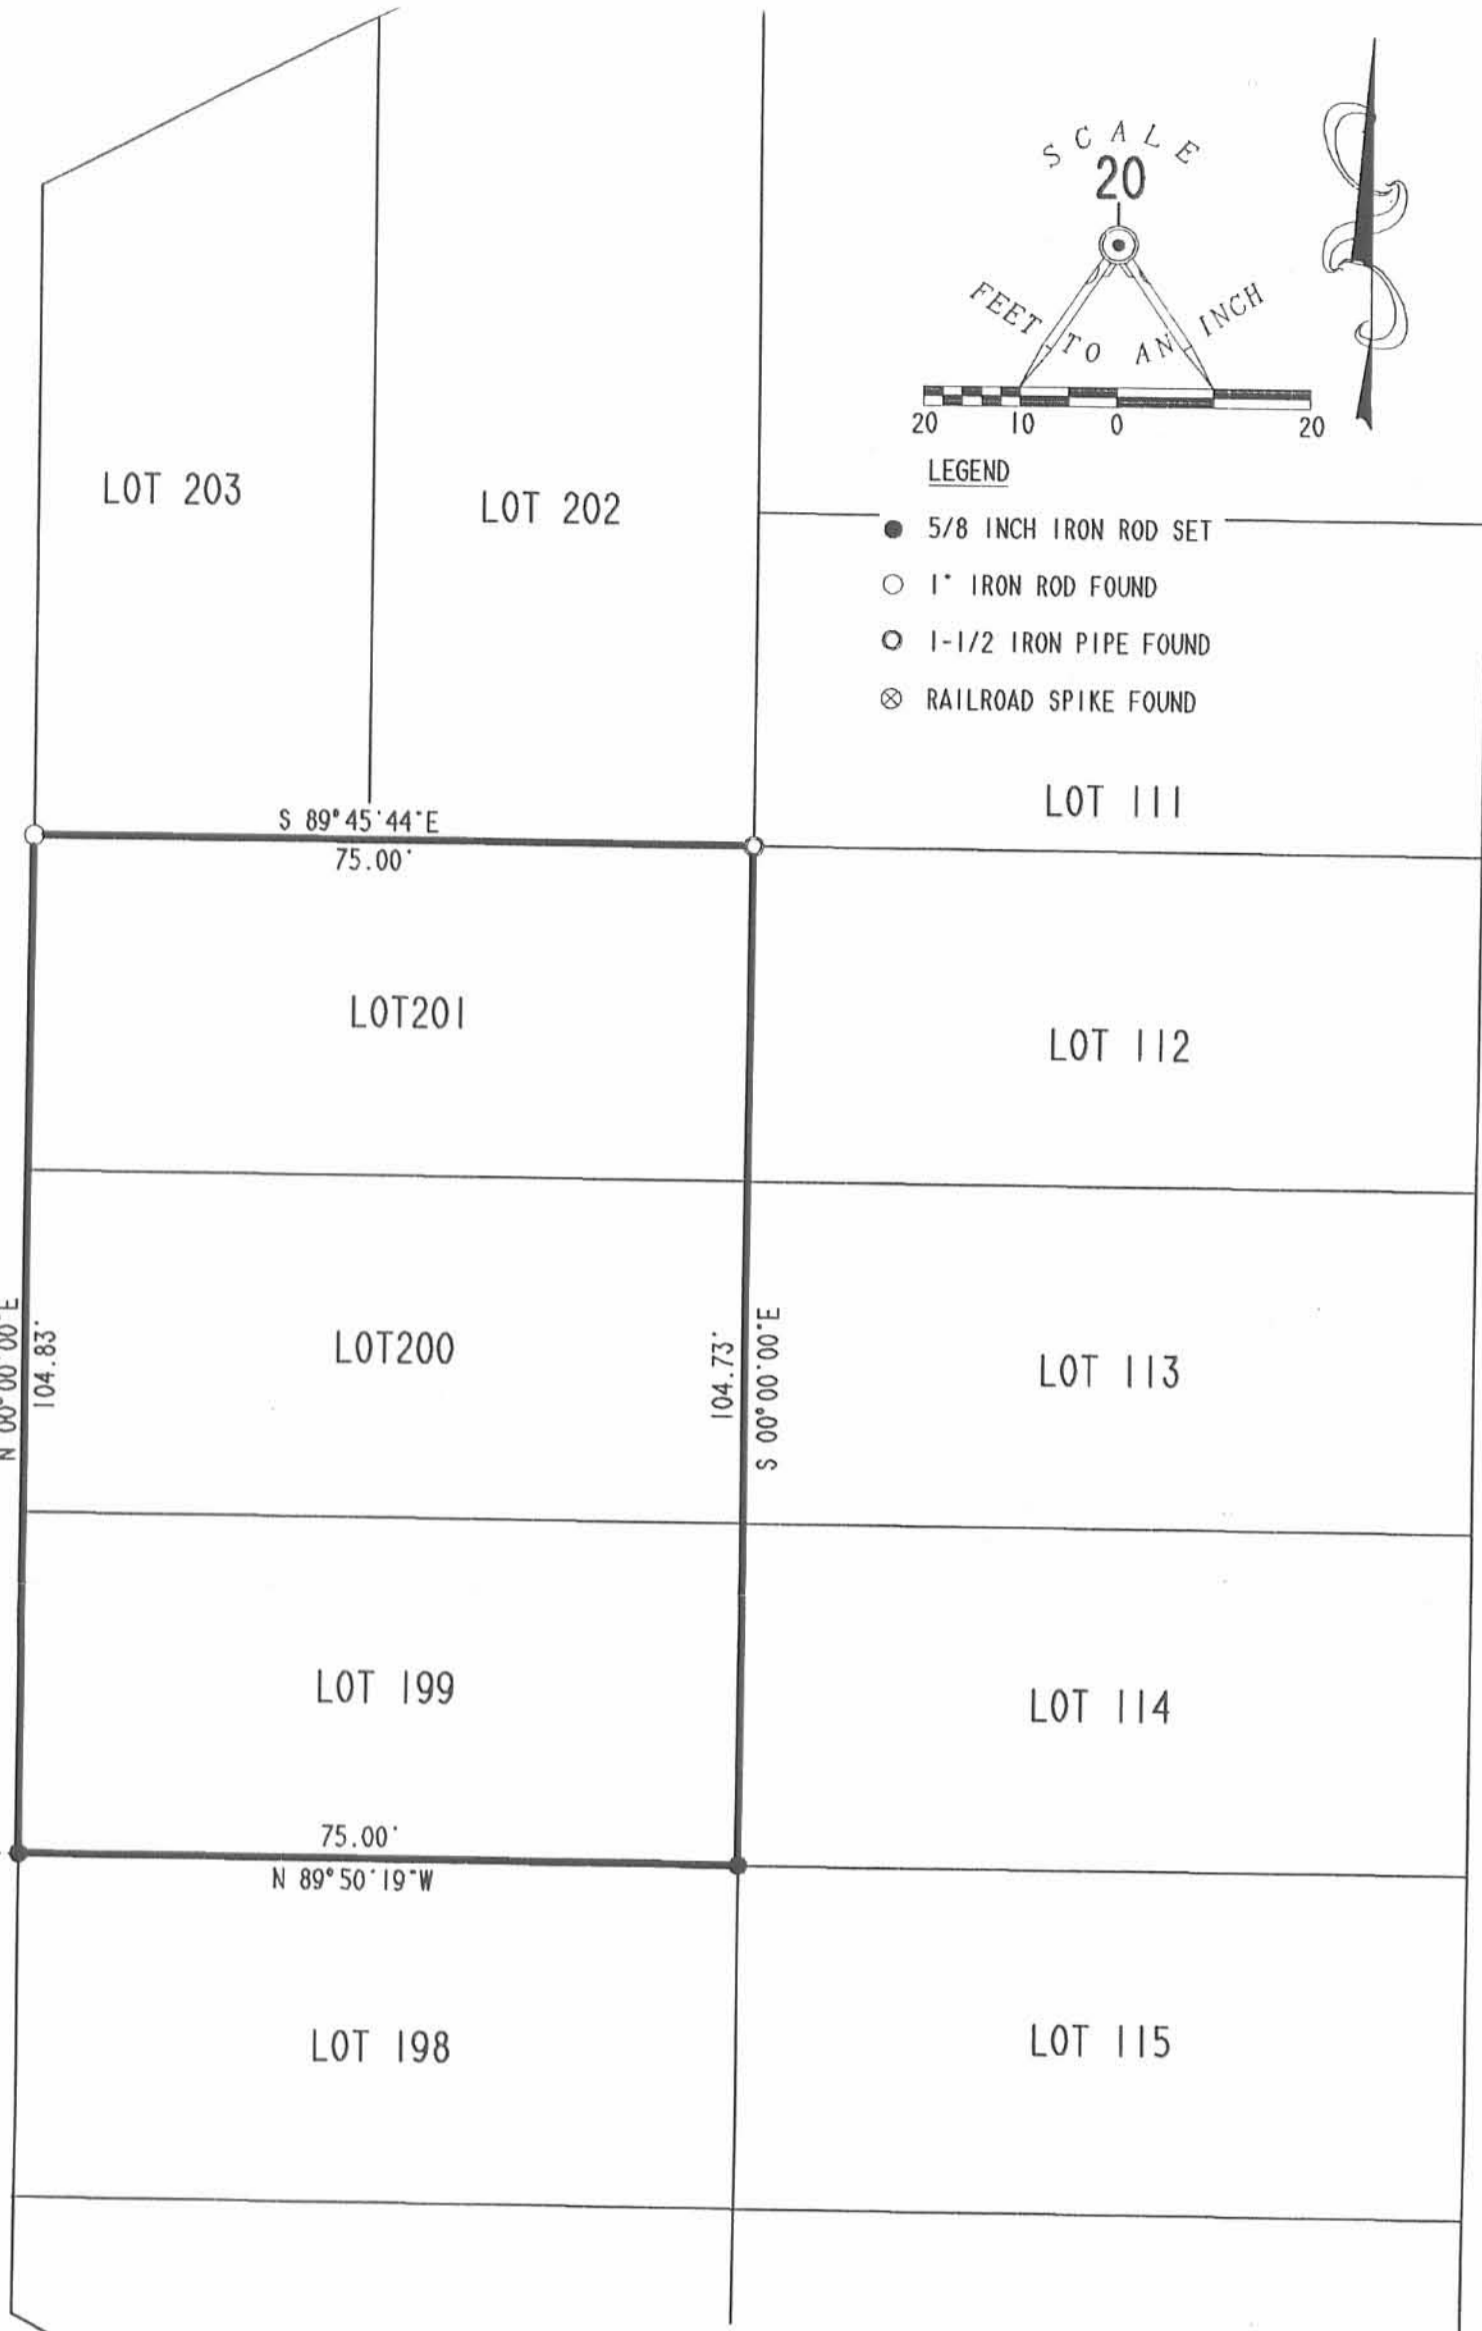 SCALE
20
FEET TO AN INCH
20 10 0 20
LEGEND
5/8 INCH IRON ROD SET
1" IRON ROD FOUND
1-1/2 IRON PIPE FOUND
RAILROAD SPIKE FOUND
LOT 203
LOT 202
LOT 111
S 89°45'44"E
75.00'
LOT201
LOT 112
N 00°00'00"E
104.83'
LOT200
104.73'
S 00°00'00"E
LOT 113
LOT 199
LOT 114
75.00'
N 89°50'19"W
LOT 198
LOT 115